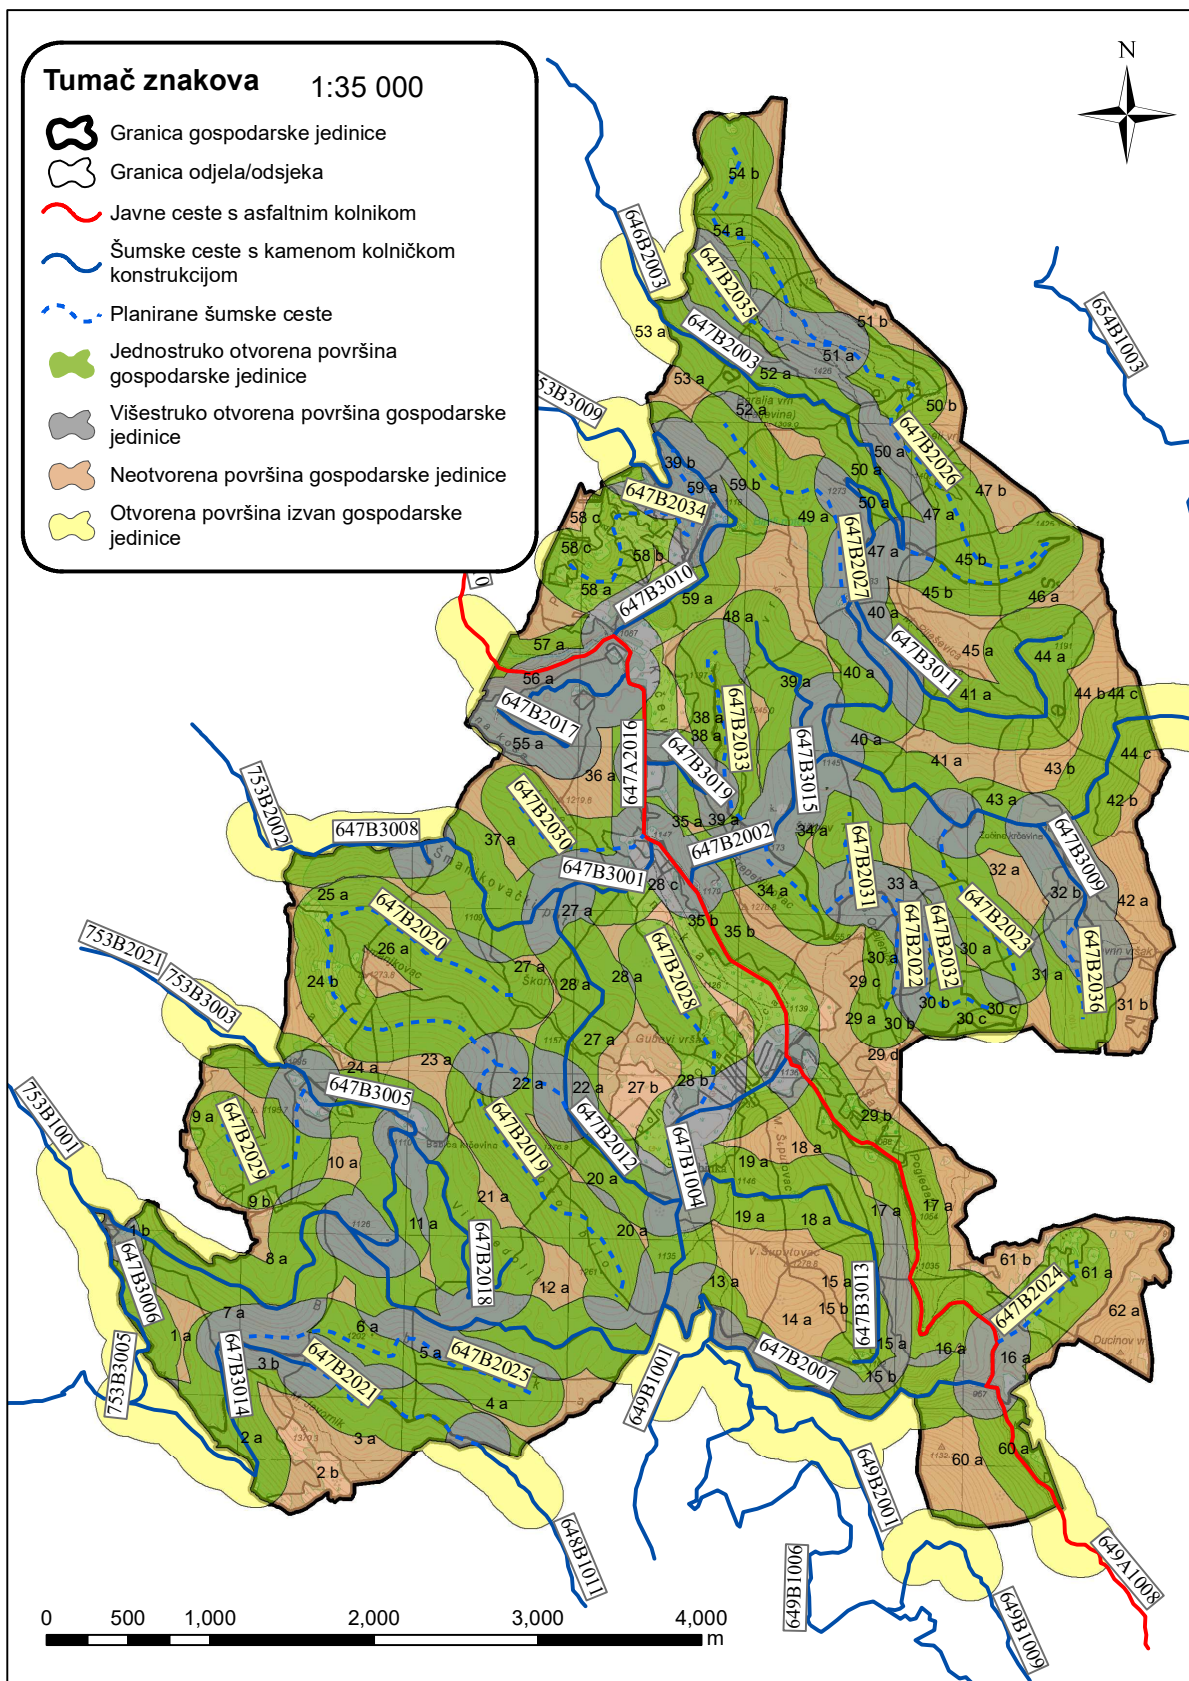 Tumač znakova
1:35 000
Granica gospodarske jedinice
Granica odjela/odsjeka
Javne ceste s asfaltnim kolnikom
Šumske ceste s kamenom kolničkom
konstrukcijom
Planirane šumske ceste
Jednostruko otvorena površina
gospodarske jedinice
Višestruko otvorena površina gospodarske
jedinice
Neotvorena površina gospodarske jedinice
Otvorena površina izvan gospodarske
jedinice
N
54 b
54 a
646B2003
647B2035
51 b
654B1003
53 a
647B2003
51 a
52 a
53 a
53B3009
52 a
50 b
647B2026
50 a
39 b
50 a
59 a
59 b
47 b
647B2034
50 a
49 a
47 a
58 c
58 c
58 b
647B2027
47 a
45 b
58 a
647B3010
59 a
45 b
46 a
48 a
40 a
57 a
647B3011
45 a
44 a
56 a
39 a
40 a
41 a
44 b
44 c
647B2017
38 a
38 a
647B2033
55 a
40 a
44 c
36 a
647A2016
647B3019
647B3015
41 a
43 b
753B2002
647B2030
43 a
42 b
647B3008
37 a
35 a
39 a
34 a
647B2002
647B3009
647B3001
28 c
34 a
647B2031
33 a
32 a
32 b
42 a
25 a
647B2020
27 a
35 b
35 b
647B2022
647B2032
647B2023
753B2021
26 a
27 a
647B2028
30 a
30 a
31 a
647B2036
24 b
28 a
28 a
29 c
753B3003
30 b
30 c
31 b
29 a
30 b
30 c
27 a
29 d
24 a
23 a
22 a
22 a
27 b
28 b
753B1001
647B3005
9 a
647B2029
647B2019
647B2012
29 b
10 a
647B1004
18 a
19 a
20 a
9 b
21 a
17 a
17 a
11 a
19 a
18 a
1 b
20 a
8 a
647B2018
61 b
61 a
647B3006
12 a
13 a
15 a
15 b
647B3013
647B2024
62 a
7 a
14 a
1 a
6 a
753B3005
647B3014
3 b
5 a
647B2025
15 a
16 a
16 a
647B2021
649B1001
647B2007
15 b
4 a
2 a
3 a
2 b
60 a
60 a
649B2001
648B1011
649B1006
649A1008
649B1009
0
500
1,000
2,000
3,000
4,000
m